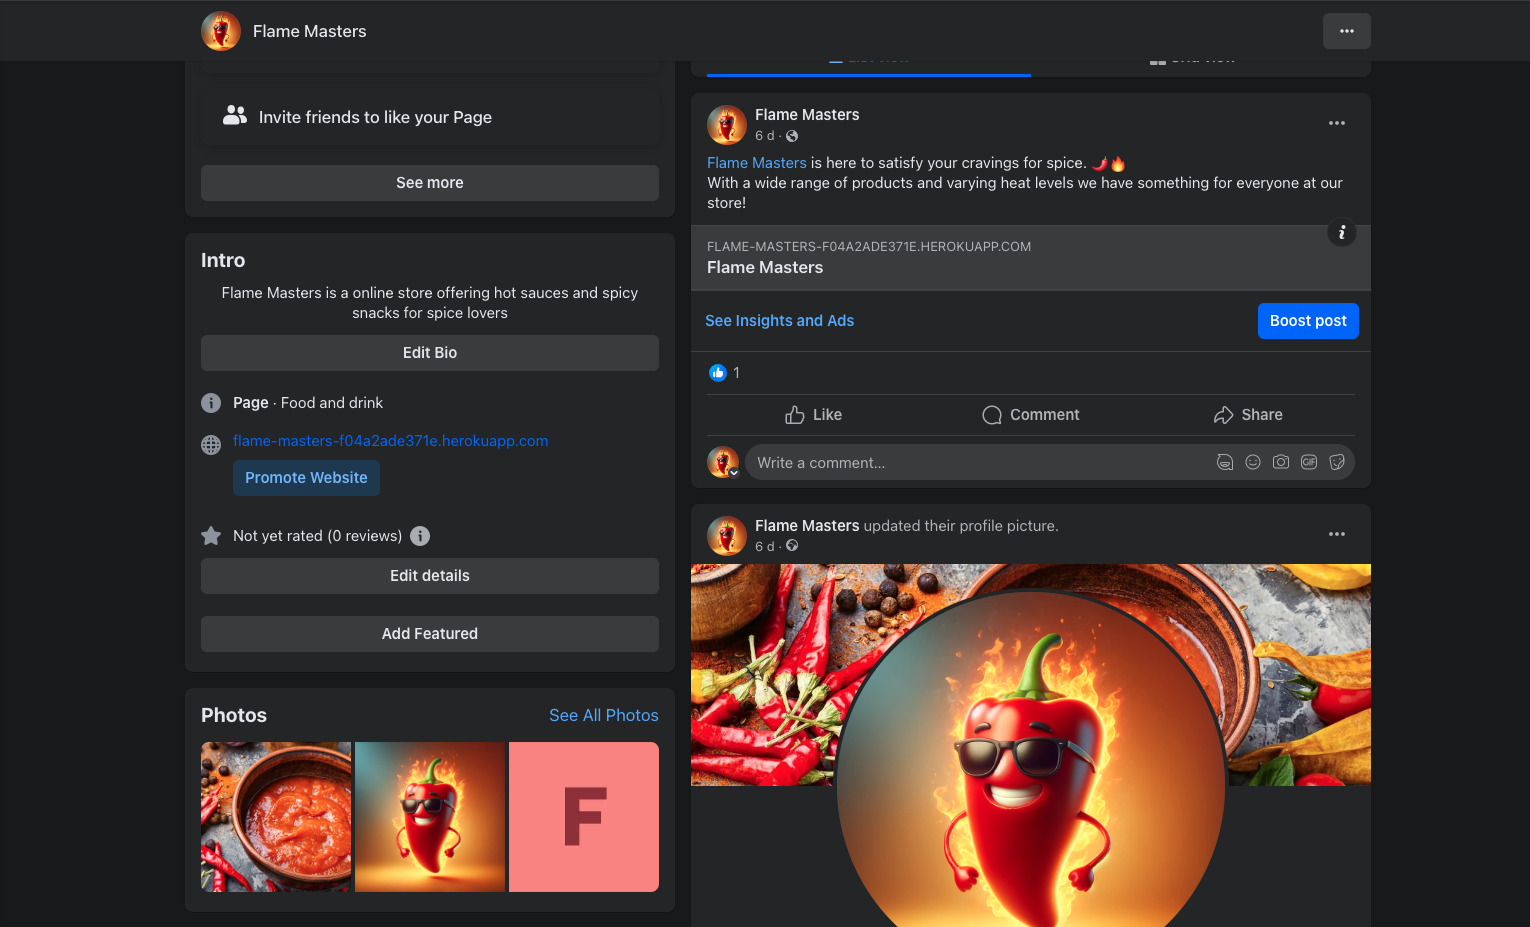 Flame Masters
Invite friends to like your Page
See more
Intro
Flame Masters is a online store offering hot sauces and spicy
snacks for spice lovers
Edit Bio
Page · Food and drink
flame-masters-f04a2ade371e.herokuapp.com
Promote Website
Not yet rated (0 reviews)
Edit details
Add Featured
Photos
See All Photos
F
Flame Masters
6 d ·
Flame Masters is here to satisfy your cravings for spice. 🌶️🔥
With a wide range of products and varying heat levels we have something for everyone at our
store!
FLAME-MASTERS-F04A2ADE371E.HEROKUAPP.COM
Flame Masters
See Insights and Ads
Boost post
1
Like
Comment
Share
Write a comment...
GIF
Flame Masters updated their profile picture.
6 d ·